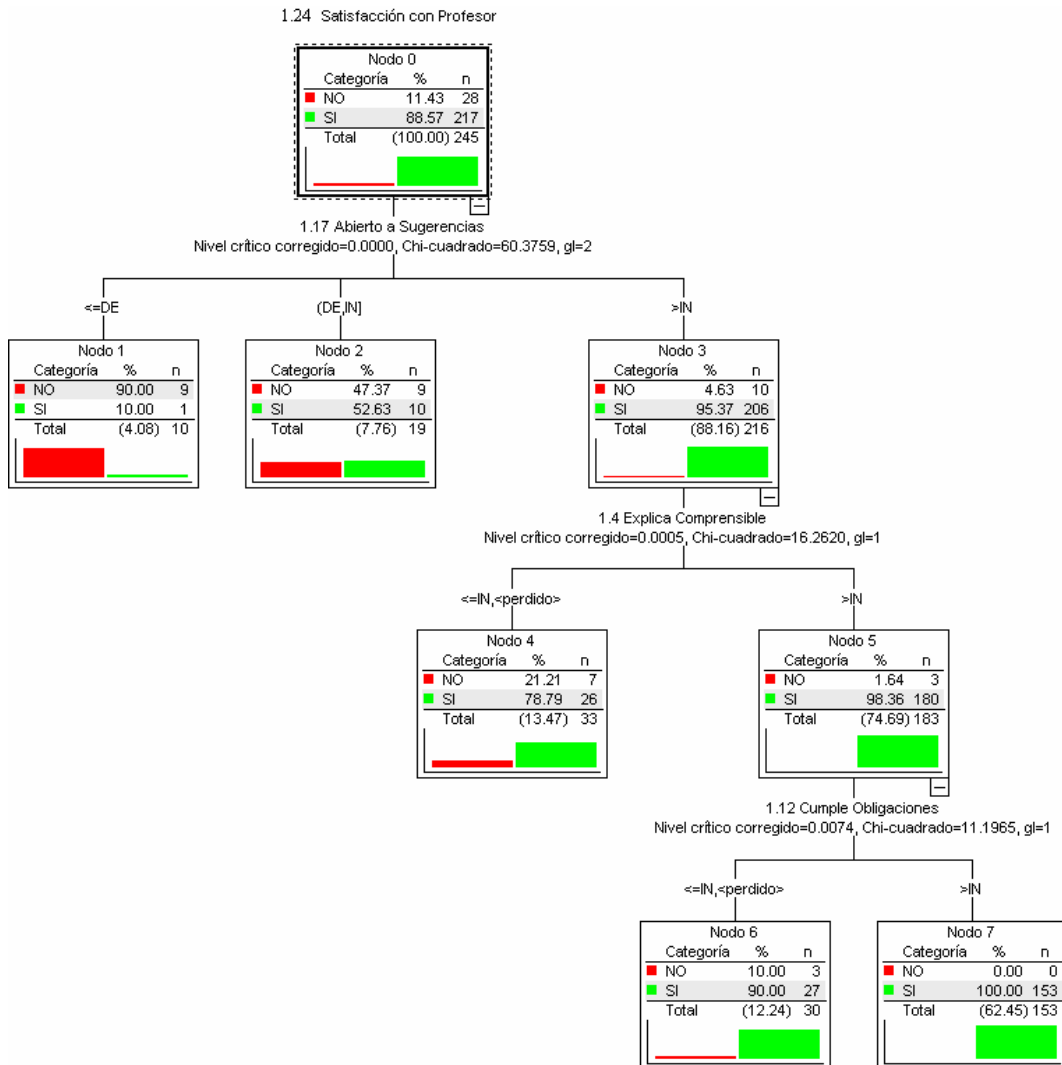 1.24 Satisfacción con Profesor
Nodo 0
Categoría % n
NO 11.43 28
SI 88.57 217
Total (100.00) 245
1.17 Abierto a Sugerencias
Nivel crítico corregido=0.0000, Chi-cuadrado=60.3759, gl=2
<=DE
(DE,IN]
>IN
Nodo 1
Categoría % n
NO 90.00 9
SI 10.00 1
Total (4.08) 10
Nodo 2
Categoría % n
NO 47.37 9
SI 52.63 10
Total (7.76) 19
Nodo 3
Categoría % n
NO 4.63 10
SI 95.37 206
Total (88.16) 216
1.4 Explica Comprensible
Nivel crítico corregido=0.0005, Chi-cuadrado=16.2620, gl=1
<=IN,<perdido>
>IN
Nodo 4
Categoría % n
NO 21.21 7
SI 78.79 26
Total (13.47) 33
Nodo 5
Categoría % n
NO 1.64 3
SI 98.36 180
Total (74.69) 183
1.12 Cumple Obligaciones
Nivel crítico corregido=0.0074, Chi-cuadrado=11.1965, gl=1
<=IN,<perdido>
>IN
Nodo 6
Categoría % n
NO 10.00 3
SI 90.00 27
Total (12.24) 30
Nodo 7
Categoría % n
NO 0.00 0
SI 100.00 153
Total (62.45) 153